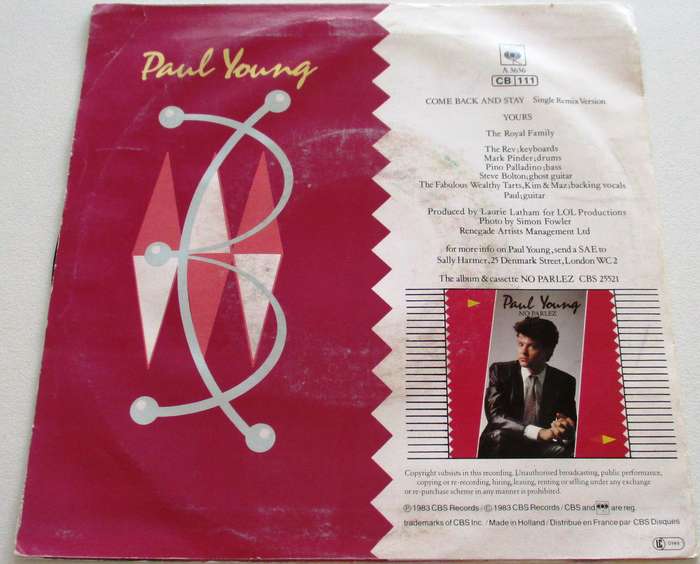 Paul Young
A 3636
CB 111
COME BACK AND STAY Single Remix Version
YOURS
The Royal Family
The Rev;keyboards
Mark Pinder,drums
Pino Palladino;bass
Steve Bolton;ghost guitar
The Fabulous Wealthy Tarts,Kim & Maz;backing vocals
Paul;guitar
Produced by Laurie Latham for LOL Productions
Photo by Simon Fowler
Renegade Artists Management Ltd
for more info on Paul Young,send a SAE to
Sally Harmer,25 Denmark Street,London WC2
The album & cassette NO PARLEZ CBS 25521
Paul Young
NO PARLEZ
Copyright subsists in this recording. Unauthorised broadcasting, public performance,
copying or re-recording, hiring, leasing, renting or selling under any exchange
or re-purchase scheme in any manner is prohibited.
Ⓟ 1983 CBS Records / © 1983 CBS Records / CBS and are reg.
trademarks of CBS Inc. / Made in Holland / Distribué en France par CBS Disques